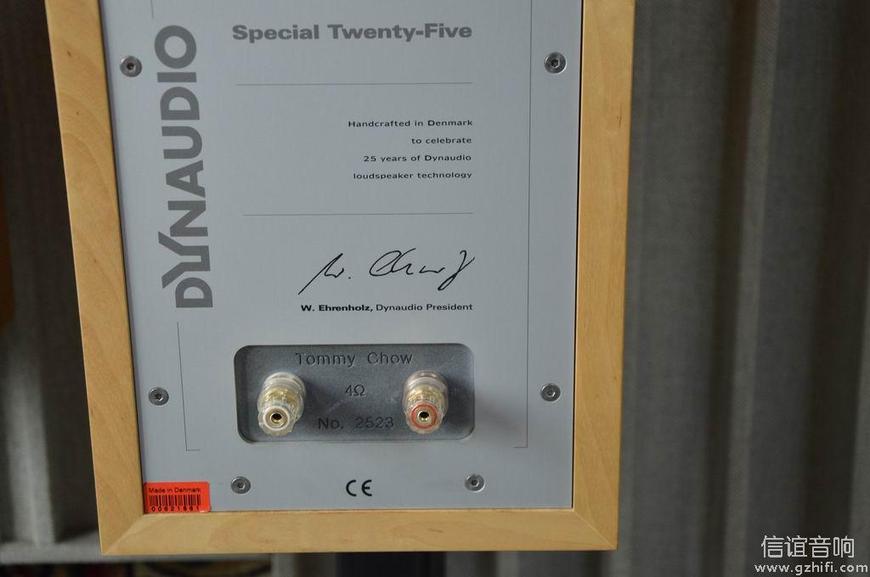 DYNAUDIO
Special Twenty-Five
Handcrafted in Denmark
to celebrate
25 years of Dynaudio
loudspeaker technology
W. Ehrenholz, Dynaudio President
Tommy Chow
4Ω
No. 2523
Made in Denmark
CE
信谊音响
www.gzhifi.com